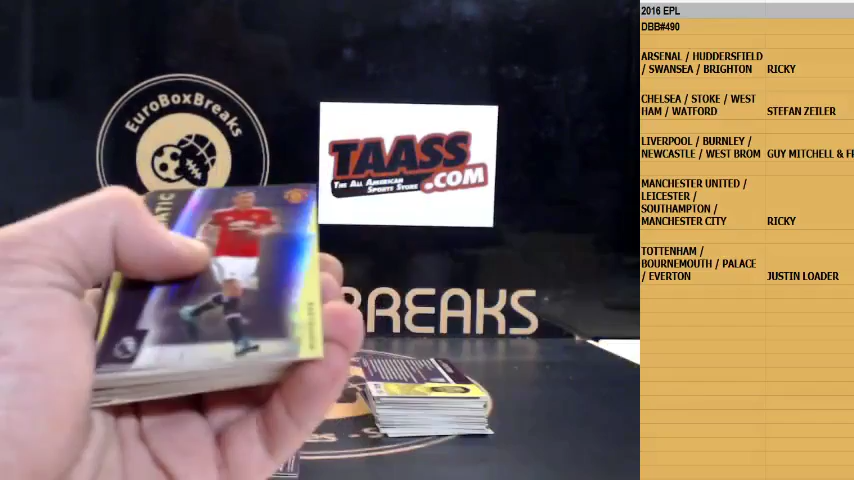 2016 EPL
DBB#490
ARSENAL / HUDDERSFIELD
/ SWANSEA / BRIGHTON RICKY
CHELSEA / STOKE / WEST
HAM / WATFORD STEFAN ZEILER
LIVERPOOL / BURNLEY /
NEWCASTLE / WEST BROM GUY MITCHELL & F
MANCHESTER UNITED /
LEICESTER /
SOUTHAMPTON /
MANCHESTER CITY RICKY
TOTTENHAM /
BOURNEMOUTH / PALACE
/ EVERTON JUSTIN LOADER
EuroBoxBreaks
TAASS
THE ALL AMERICAN
SPORTS STORE
.COM
BREAKS
ATIC